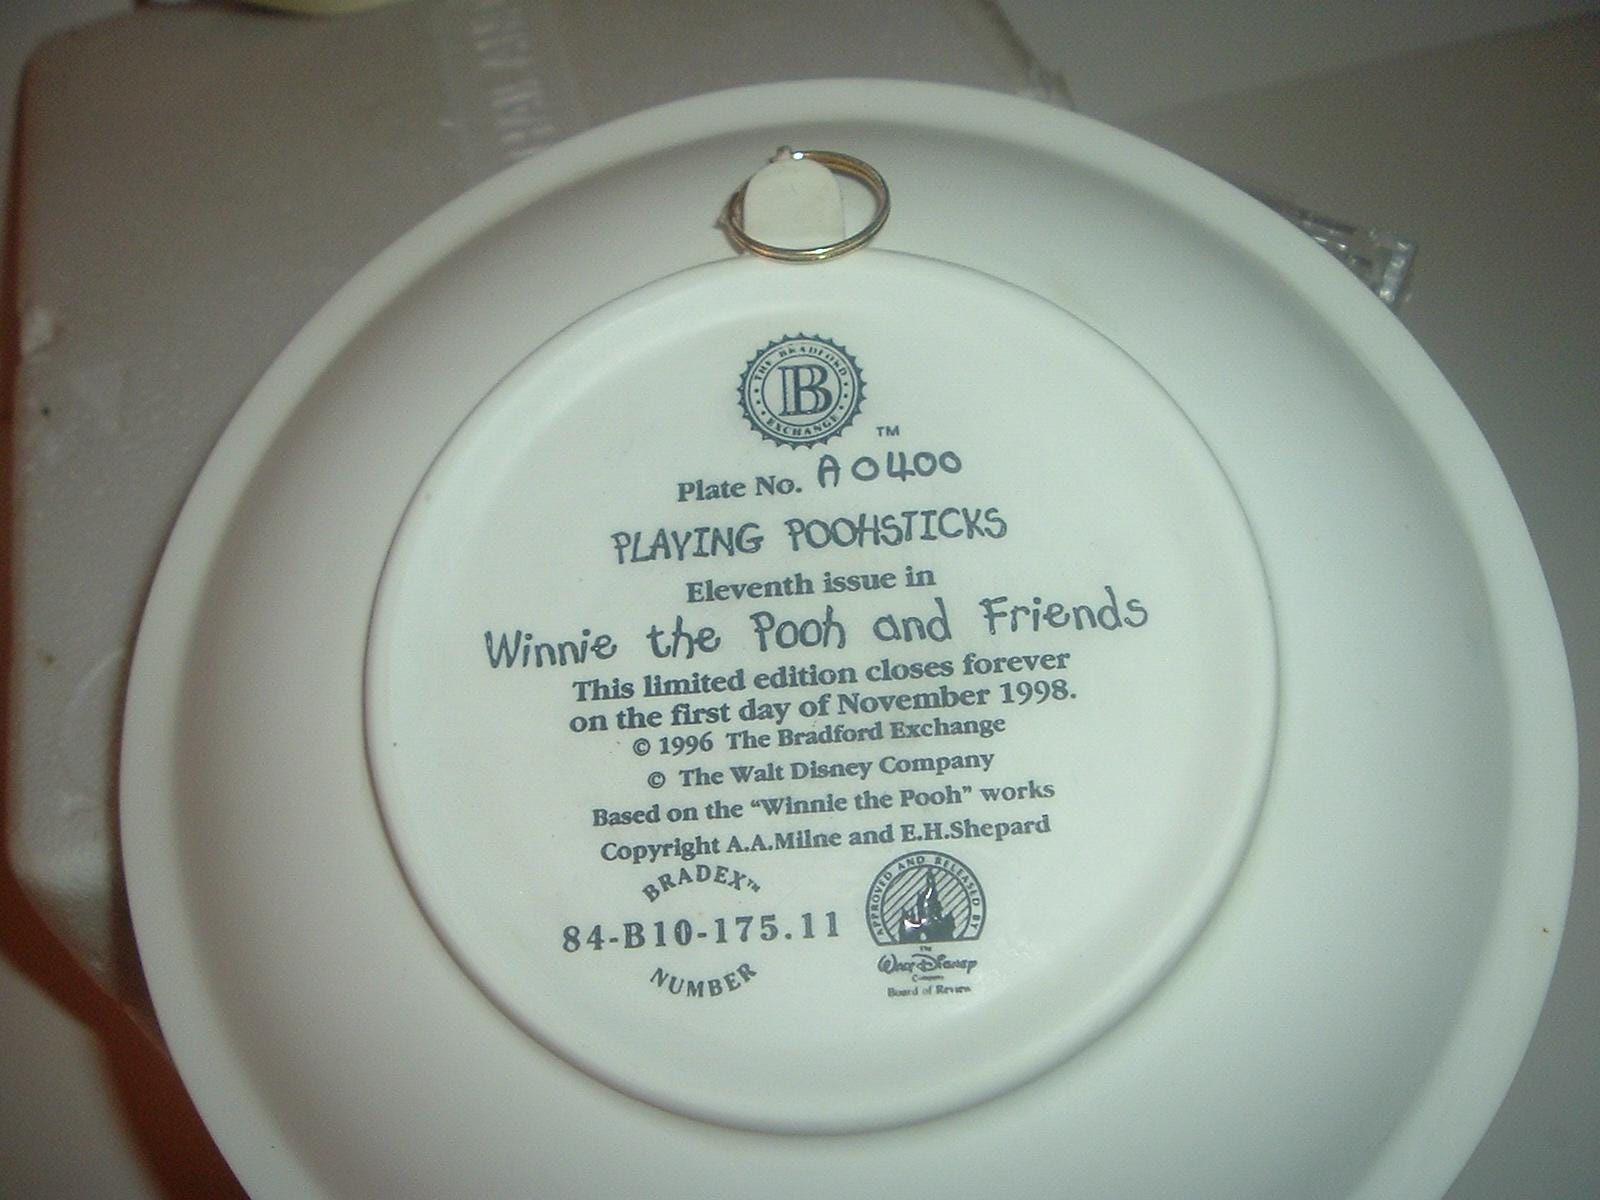 THE BRADFORD EXCHANGE
B
TM
Plate No. A0400
PLAYING POOHSTICKS
Eleventh issue in
Winnie the Pooh and Friends
This limited edition closes forever
on the first day of November 1998.
© 1996 The Bradford Exchange
© The Walt Disney Company
Based on the “Winnie the Pooh” works
Copyright A.A.Milne and E.H.Shepard
BRADEX™
84-B10-175.11
NUMBER
APPROVED AND RELEASED BY
TM
Walt Disney
Company
Board of Review